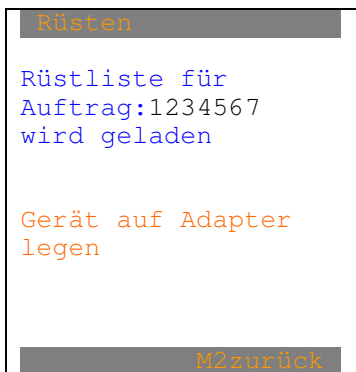 Rüsten
Rüstliste für
Auftrag:1234567
wird geladen
Gerät auf Adapter
legen
M2zurück